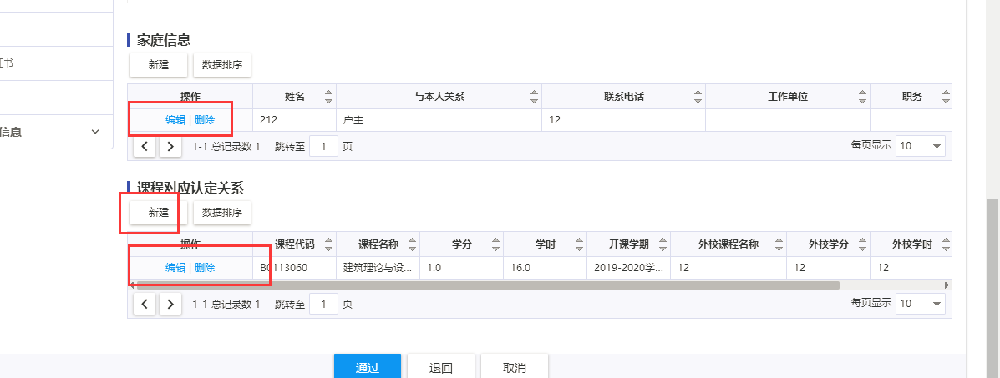 证书
信息
家庭信息
新建 数据排序
操作 姓名 与本人关系 联系电话 工作单位 职务
编辑 | 删除 212 户主 12
1-1 总记录数 1 跳转至 1 页 每页显示 10
课程对应认定关系
新建 数据排序
操作 课程代码 课程名称 学分 学时 开课学期 外校课程名称 外校学分 外校学时
编辑 | 删除 B0113060 建筑理论与设... 1.0 16.0 2019-2020学... 12 12 12
1-1 总记录数 1 跳转至 1 页 每页显示 10
通过 退回 取消